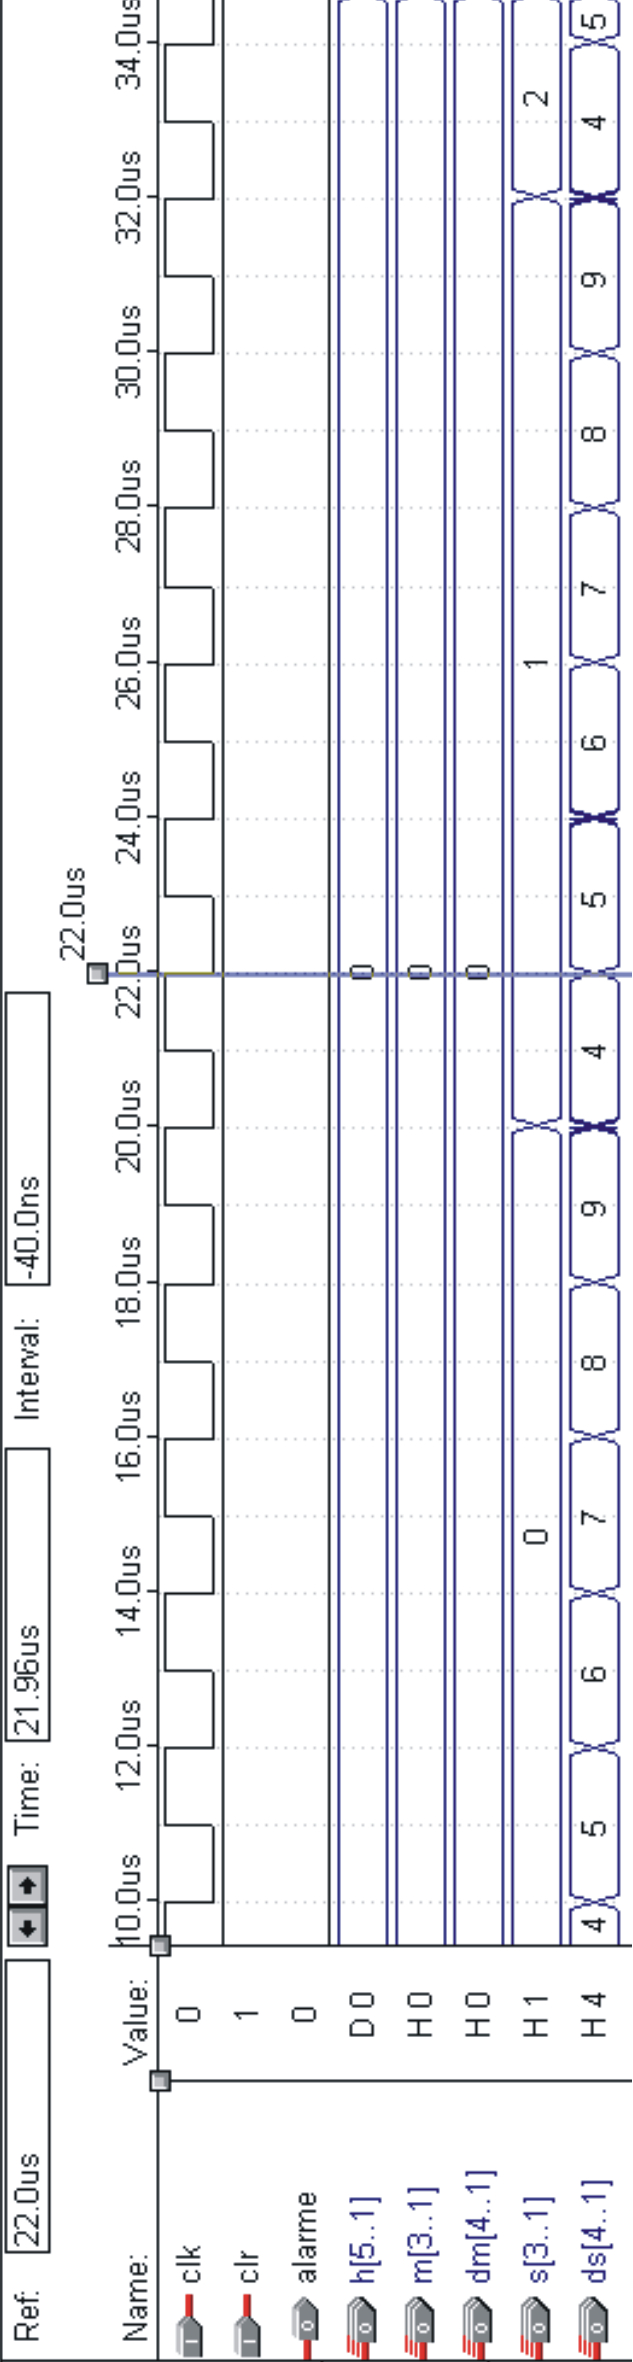 Ref: 22.0us Time: 21.96us Interval: -40.0ns
22.0us
Name: Value: 10.0us 12.0us 14.0us 16.0us 18.0us 20.0us 22.0us 24.0us 26.0us 28.0us 30.0us 32.0us 34.0us
clk 0
clr 1
alarme 0
h[5..1] D 0 0
m[3..1] H 0 0
dm[4..1] H 0 0
s[3..1] H 1 0 1 2
ds[4..1] H 4 4 5 6 7 8 9 4 5 6 7 8 9 4 5